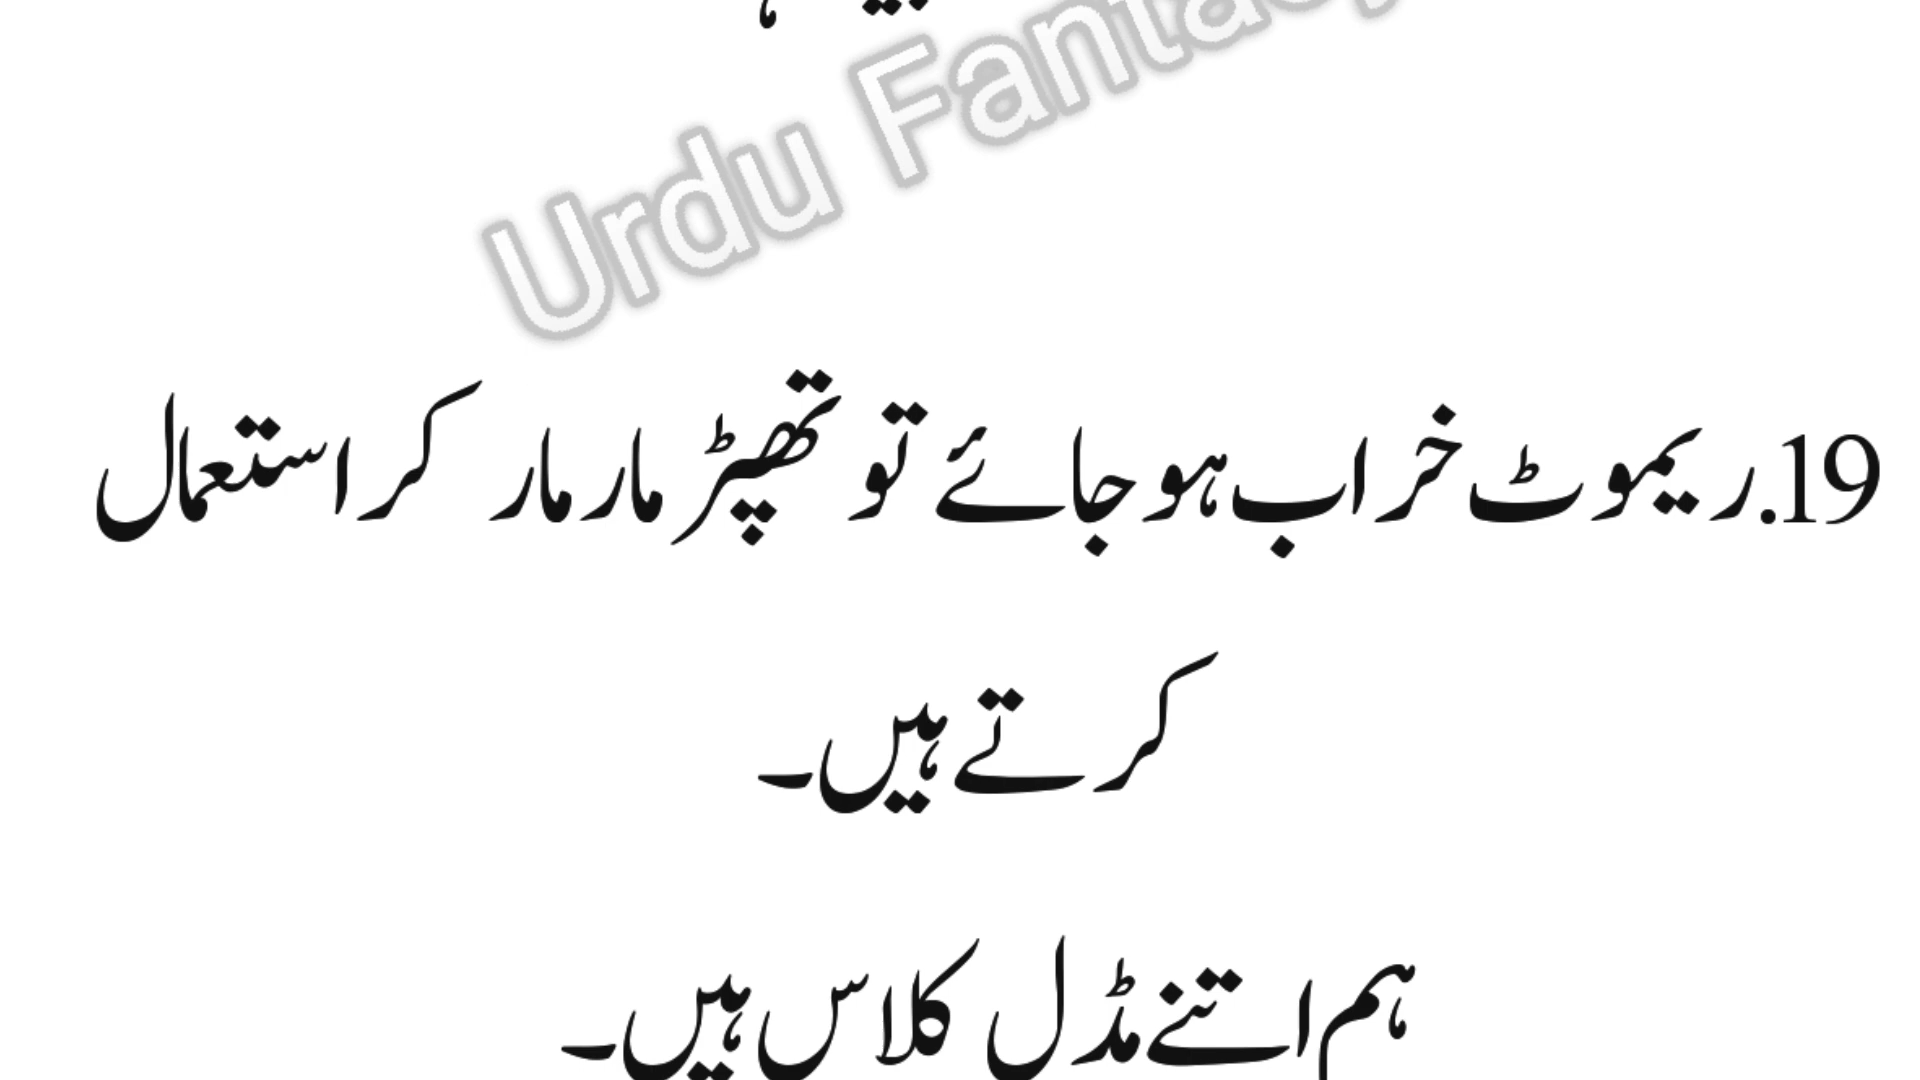 Urdu Fantasy
19.ریموٹ خراب ہو جائے تو تھپڑ مار مار کر استعمال
کرتے ہیں۔
ہم اتنے مڈل کلاس ہیں۔